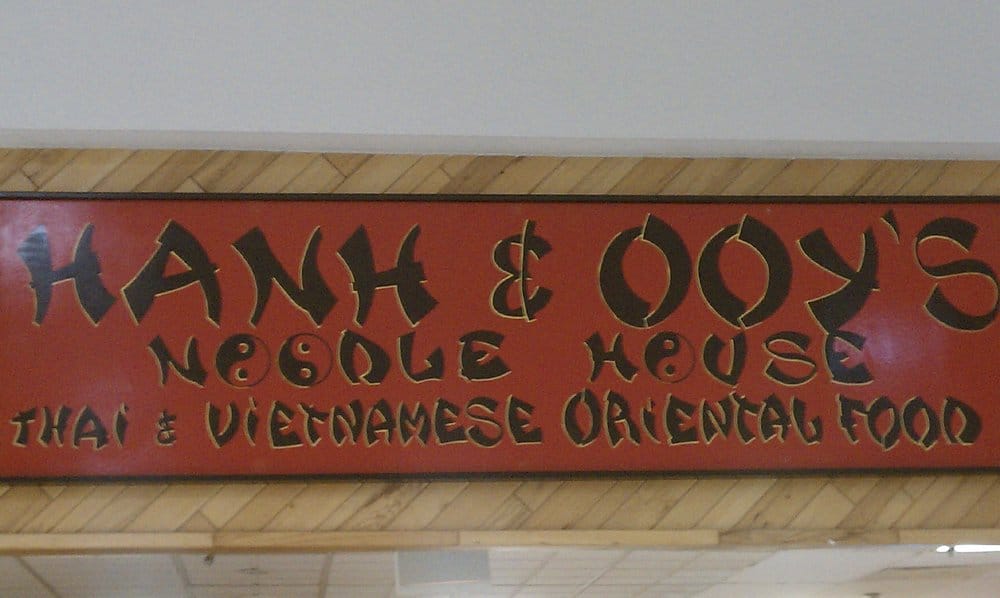 HANH & OOY'S
NOODLE HOUSE
THAI & VIETNAMESE ORIENTAL FOOD